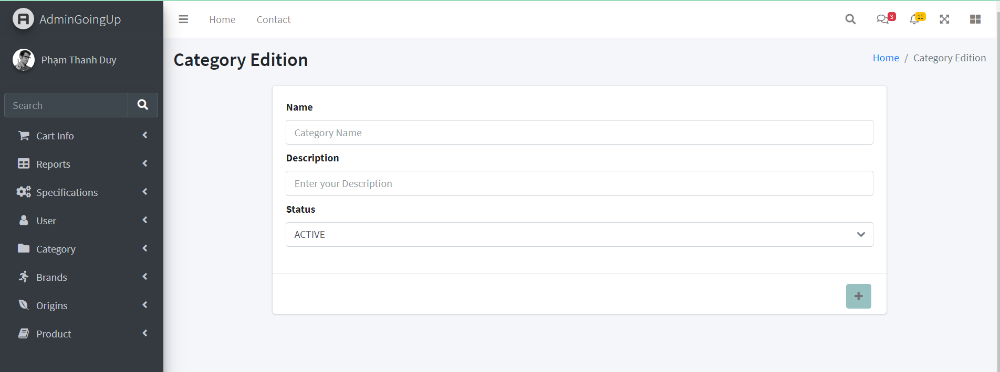 AdminGoingUp
Home
Contact
3
15
Phạm Thanh Duy
Category Edition
Home / Category Edition
Search
Cart Info
Reports
Specifications
User
Category
Brands
Origins
Product
Name
Category Name
Description
Enter your Description
Status
ACTIVE